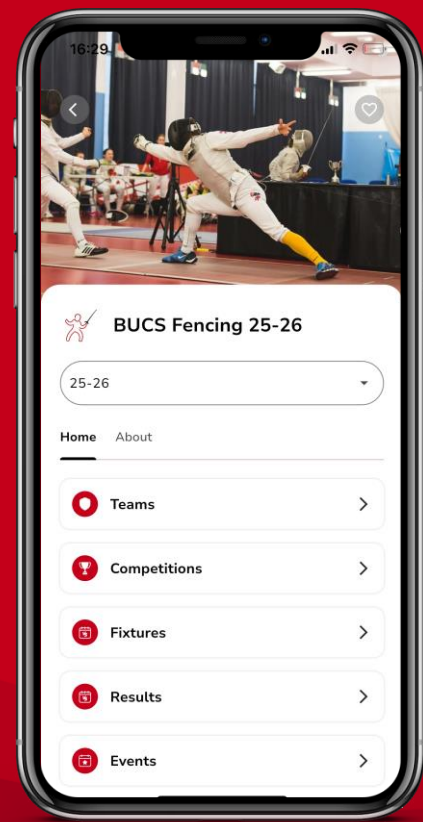 16:29
BUCS Fencing 25-26
25-26
Home About
Teams
Competitions
Fixtures
Results
Events